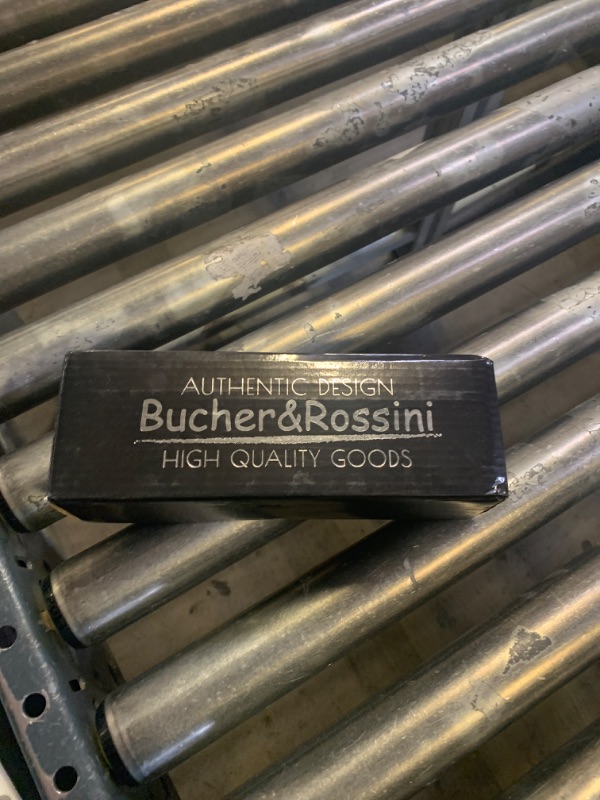 AUTHENTIC DESIGN
Bucher&Rossini
HIGH QUALITY GOODS